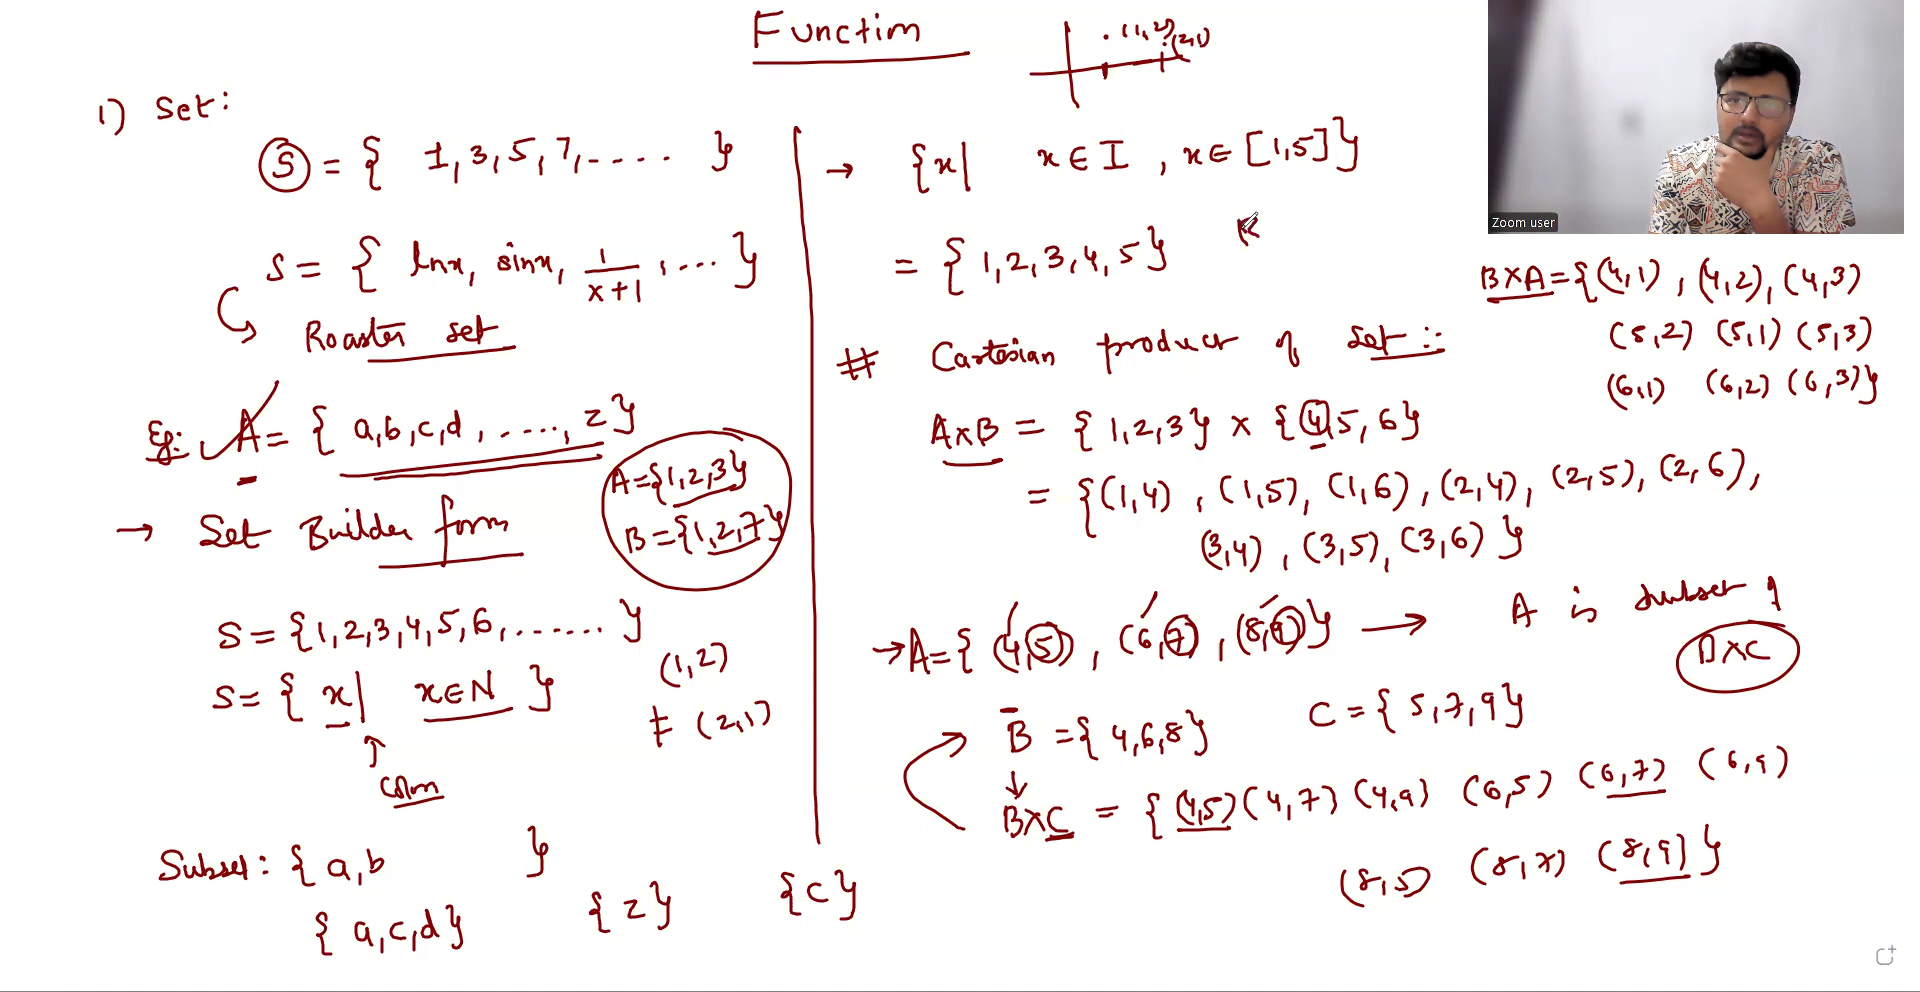 Function
(1,2)
(2,1)
1) Set:
S = { 1, 3, 5, 7, ---- }
S = { lnx, sinx, 1/(x+1), ... }
Roaster set
Eg: A = { a, b, c, d, ....., z }
A = {1,2,3}
B = {1,2,7}
→ Set Builder form
S = {1, 2, 3, 4, 5, 6, ...... }
S = { x | x ∈ N }
↑
colon
(1,2)
≠ (2,1)
Subset: { a, b }
{ a, c, d } { z } { c }
→ { x | x ∈ I , x ∈ [1,5] }
= { 1, 2, 3, 4, 5 }
# Cartesian product of set ::
A×B = { 1, 2, 3 } × { 4, 5, 6 }
= { (1,4) , (1,5), (1,6) , (2,4), (2,5), (2,6),
(3,4) , (3,5), (3,6) }
→ A = { (4,5) , (6,7) , (8,9) } → A is subset of
B×C
B = { 4, 6, 8 } C = { 5, 7, 9 }
↓
B×C = { (4,5) (4,7) (4,9) (6,5) (6,7) (6,9)
(8,5) (8,7) (8,9) }
Zoom user
B×A = { (4,1) , (4,2), (4,3)
(5,2) (5,1) (5,3)
(6,1) (6,2) (6,3) }